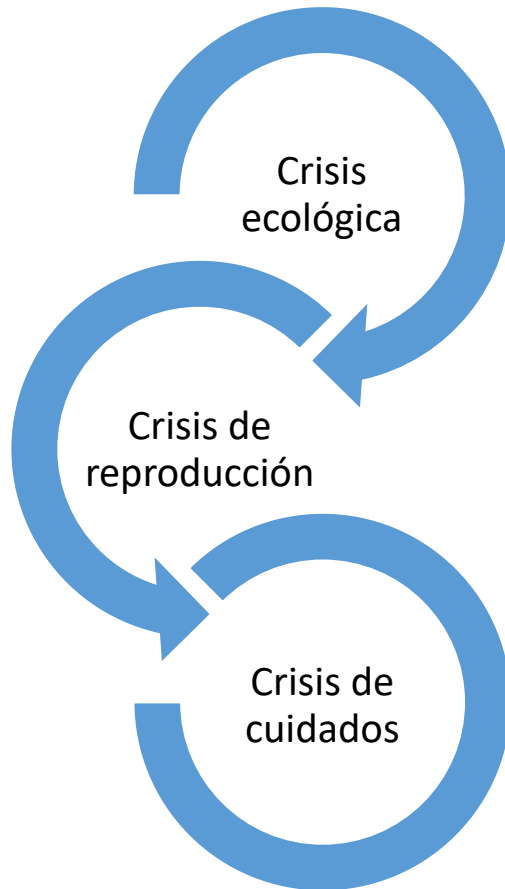 Crisis
ecológica
Crisis de
reproducción
Crisis de
cuidados